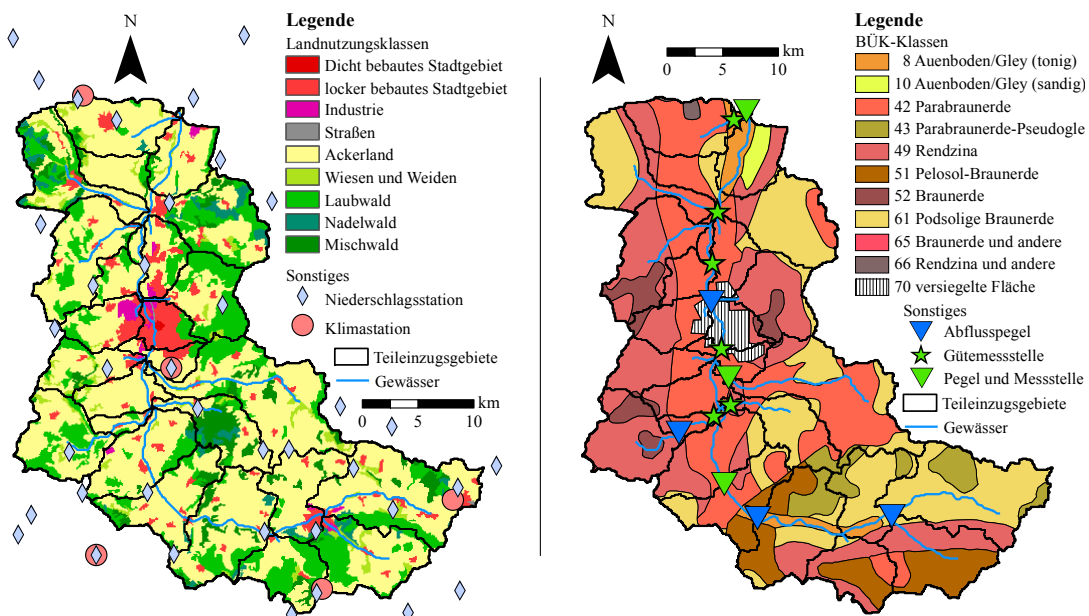 N
Legende
Landnutzungsklassen
Dicht bebautes Stadtgebiet
locker bebautes Stadtgebiet
Industrie
Straßen
Ackerland
Wiesen und Weiden
Laubwald
Nadelwald
Mischwald
Sonstiges
Niederschlagsstation
Klimastation
Teileinzugsgebiete
Gewässer
km
0 5 10
N
km
0 5 10
Legende
BÜK-Klassen
8 Auenboden/Gley (tonig)
10 Auenboden/Gley (sandig)
42 Parabraunerde
43 Parabraunerde-Pseudogle
49 Rendzina
51 Pelosol-Braunerde
52 Braunerde
61 Podsolige Braunerde
65 Braunerde und andere
66 Rendzina und andere
70 versiegelte Fläche
Sonstiges
Abflusspegel
Gütemessstelle
Pegel und Messstelle
Teileinzugsgebiete
Gewässer